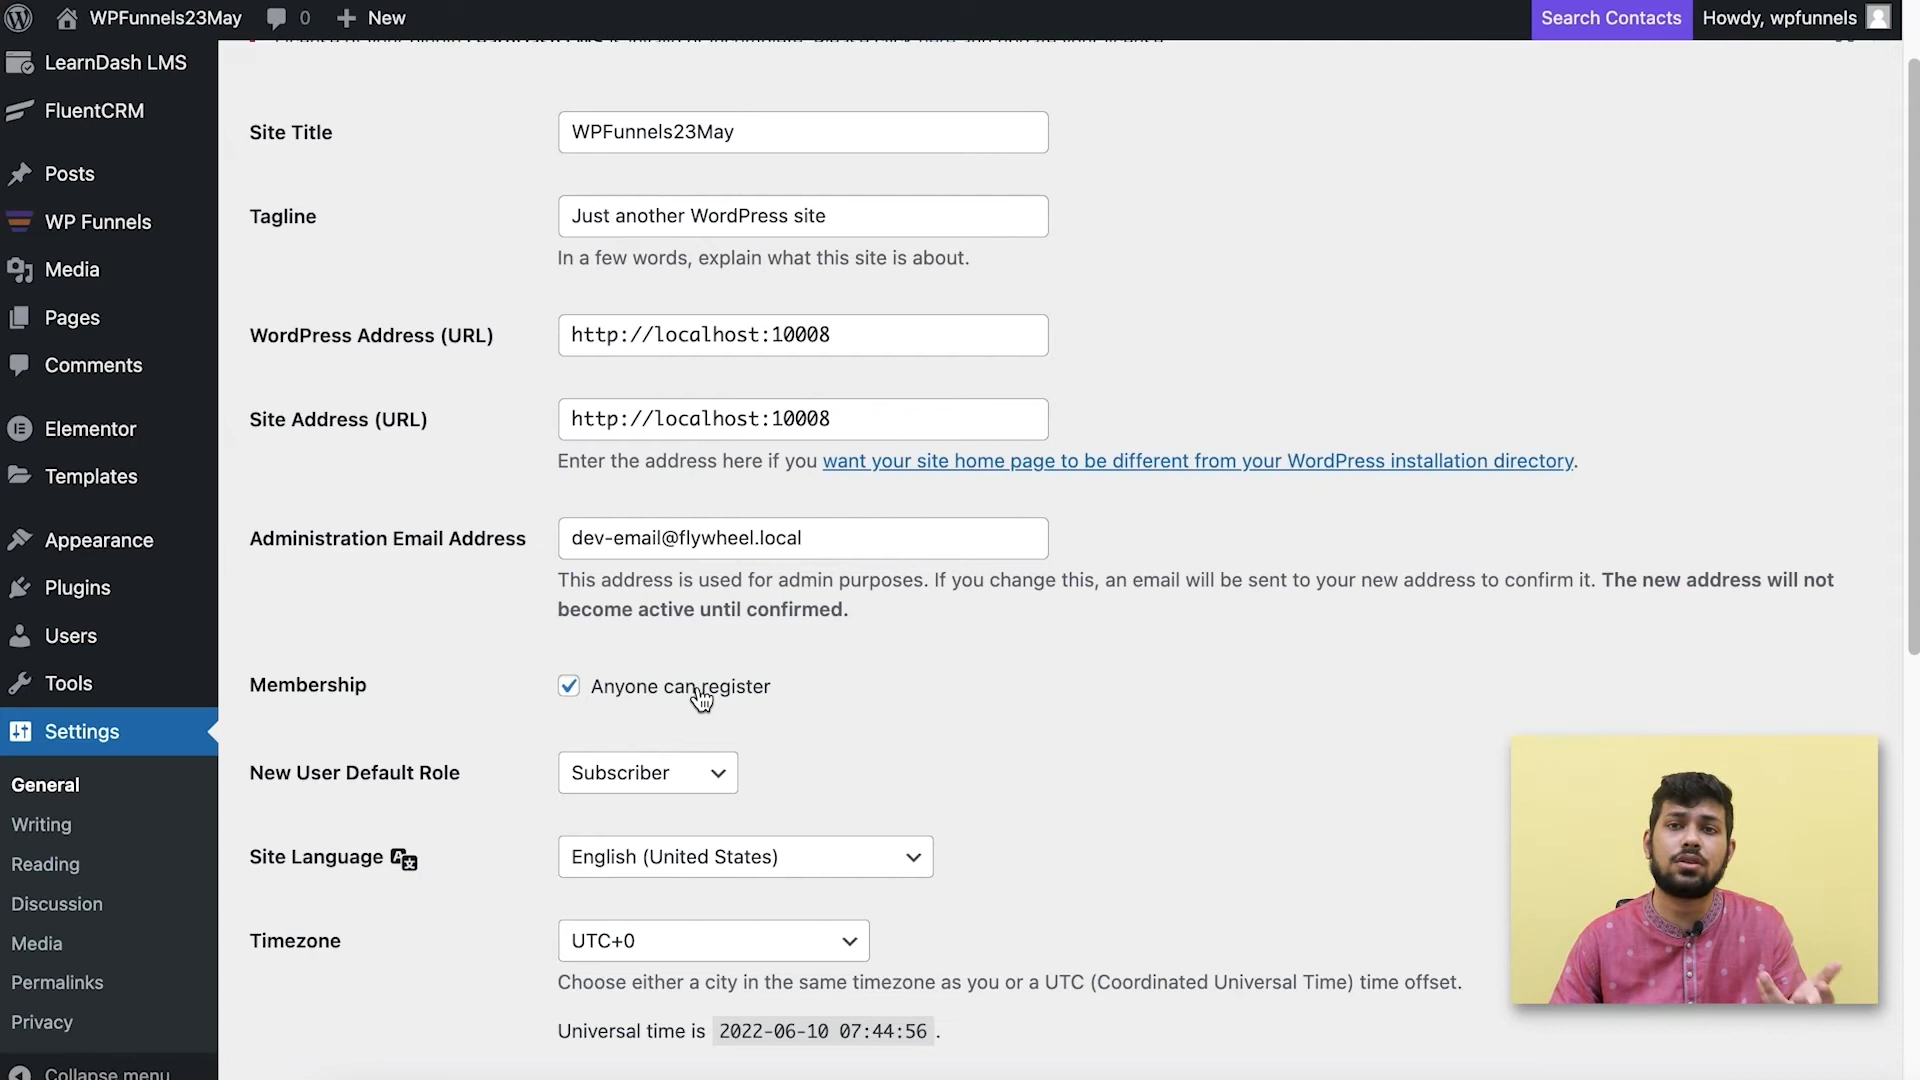 WPFunnels23May 0 New Search Contacts Howdy, wpfunnels
LearnDash LMS
FluentCRM
Posts
WP Funnels
Media
Pages
Comments
Elementor
Templates
Appearance
Plugins
Users
Tools
Settings
General
Writing
Reading
Discussion
Media
Permalinks
Privacy
Collapse menu
Site Title WPFunnels23May
Tagline Just another WordPress site
In a few words, explain what this site is about.
WordPress Address (URL) http://localhost:10008
Site Address (URL) http://localhost:10008
Enter the address here if you want your site home page to be different from your WordPress installation directory.
Administration Email Address dev-email@flywheel.local
This address is used for admin purposes. If you change this, an email will be sent to your new address to confirm it. The new address will not
become active until confirmed.
Membership Anyone can register
New User Default Role Subscriber
Site Language English (United States)
Timezone UTC+0
Choose either a city in the same timezone as you or a UTC (Coordinated Universal Time) time offset.
Universal time is 2022-06-10 07:44:56 .